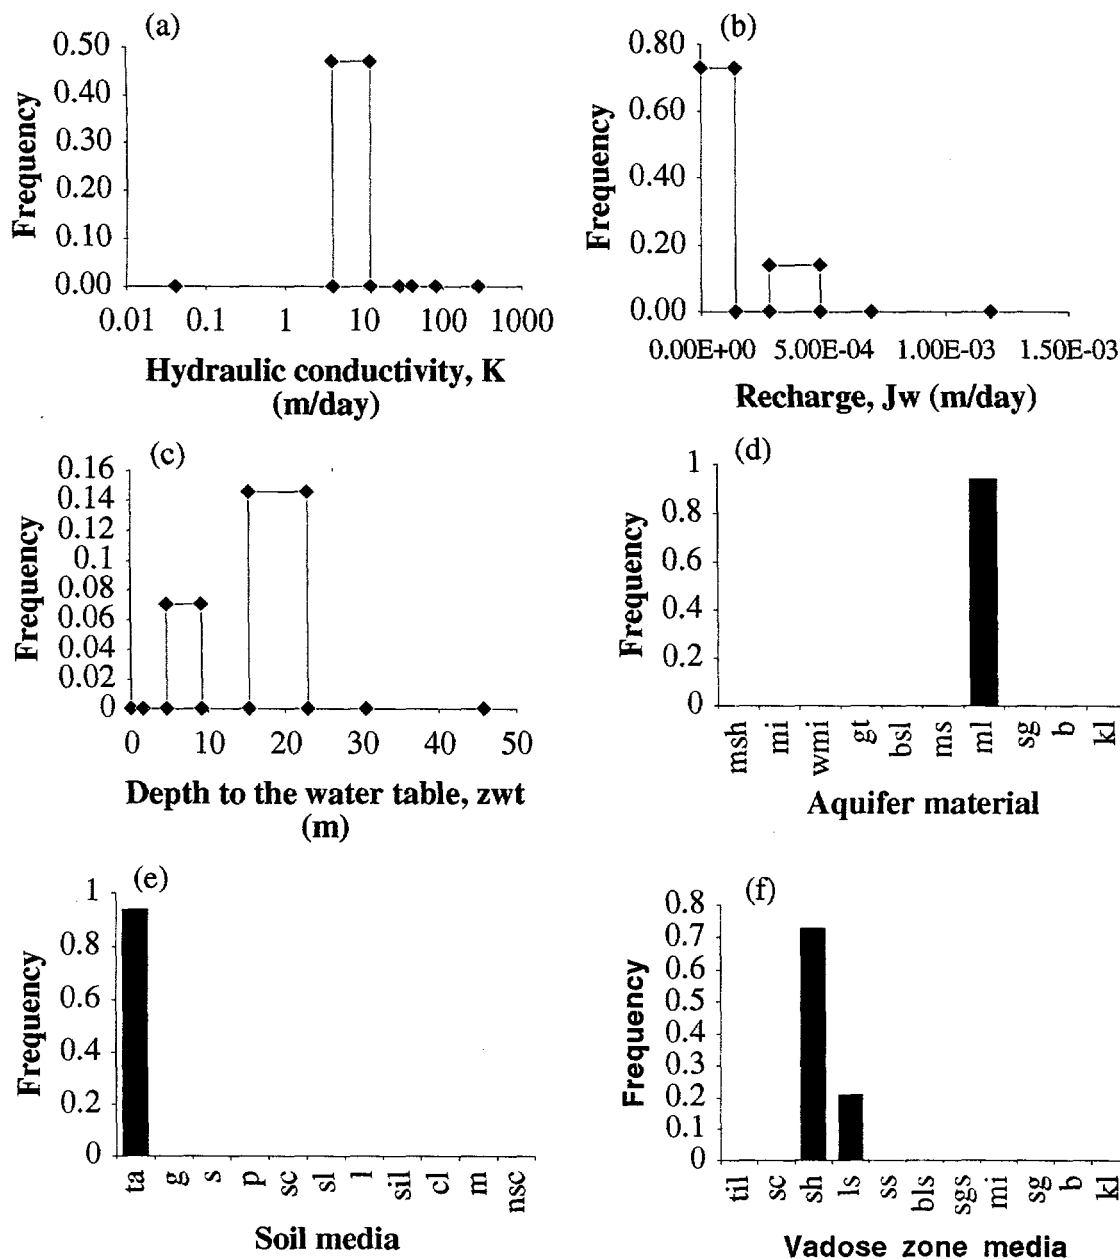 (a)
0.50
0.40
0.30
0.20
0.10
0.00
Frequency
0.01 0.1 1 10 100 1000
Hydraulic conductivity, K
(m/day)
(b)
0.80
0.60
0.40
0.20
0.00
Frequency
0.00E+00 5.00E-04 1.00E-03 1.50E-03
Recharge, Jw (m/day)
(c)
0.16
0.14
0.12
0.1
0.08
0.06
0.04
0.02
0
Frequency
0 10 20 30 40 50
Depth to the water table, zwt
(m)
(d)
1
0.8
0.6
0.4
0.2
0
Frequency
msh mi wmi gt bsl ms ml sg b kl
Aquifer material
(e)
1
0.8
0.6
0.4
0.2
0
Frequency
ta g s p sc sl l sil cl m nsc
Soil media
(f)
0.8
0.7
0.6
0.5
0.4
0.3
0.2
0.1
0
Frequency
til sc sh ls ss bls sgs mi sg b kl
Vadose zone media